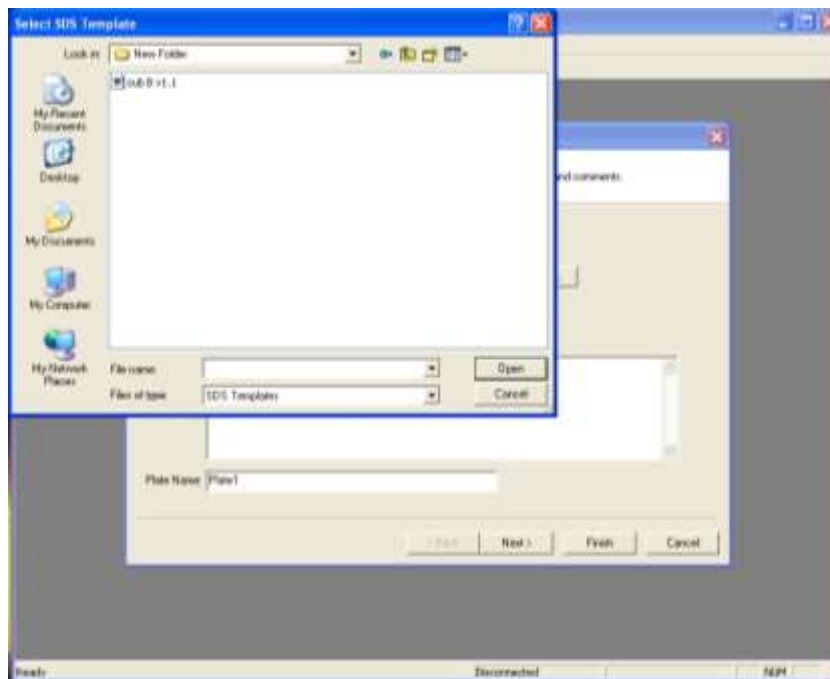 Select SDS Template
Look in:
New Folder
sub 8 v1.1
My Recent
Documents
Desktop
My Documents
My Computer
My Network
Places
File name:
Open
Files of type:
SDS Templates
Cancel
and comments.
Plate Name:
Plate1
< Back
Next >
Finish
Cancel
Ready
Disconnected
NUM